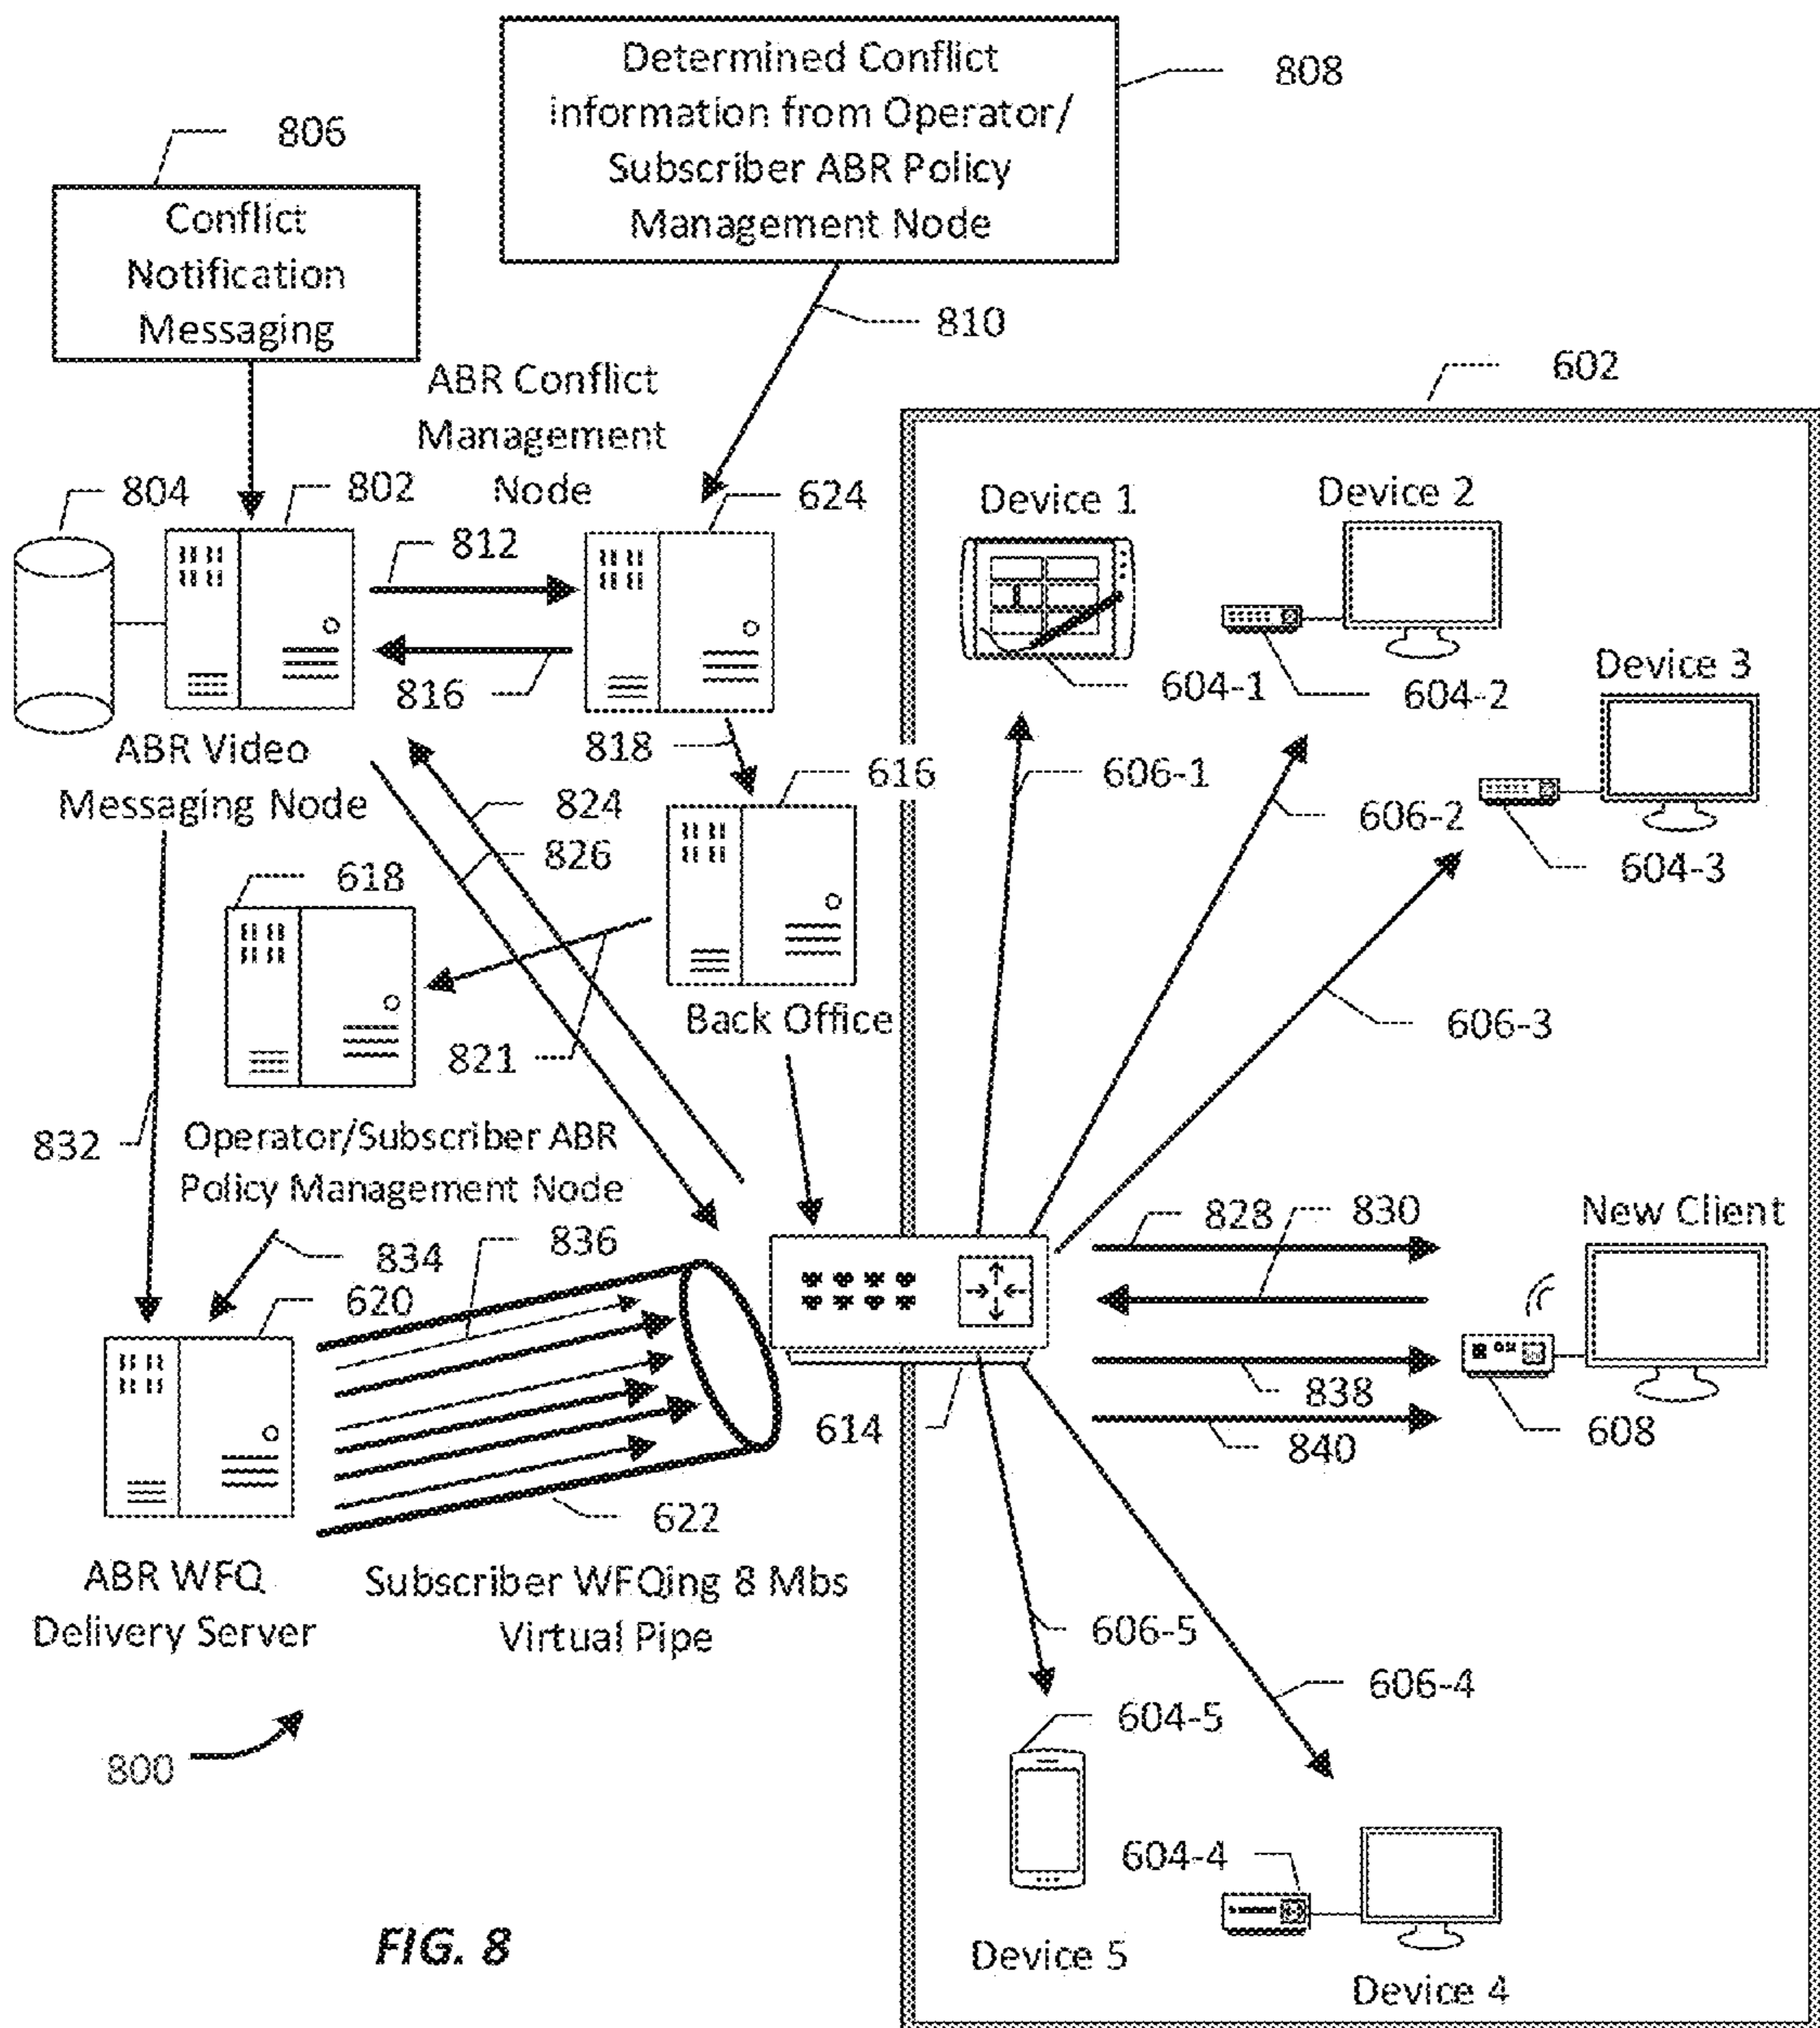 Determined Conflict
information from Operator/
Subscriber ABR Policy
Management Node
808
806
Conflict
Notification
Messaging
810
ABR Conflict
Management
Node
602
804
802
624
812
816
ABR Video
Messaging Node
818
616
824
826
618
821
Back Office
832
Operator/Subscriber ABR
Policy Management Node
834
836
620
622
ABR WFQ
Delivery Server
Subscriber WFQing 8 Mbs
Virtual Pipe
614
Device 1
604-1
Device 2
604-2
Device 3
604-3
606-1
606-2
606-3
828
830
New Client
838
840
608
606-5
606-4
604-5
Device 5
604-4
Device 4
800
FIG. 8